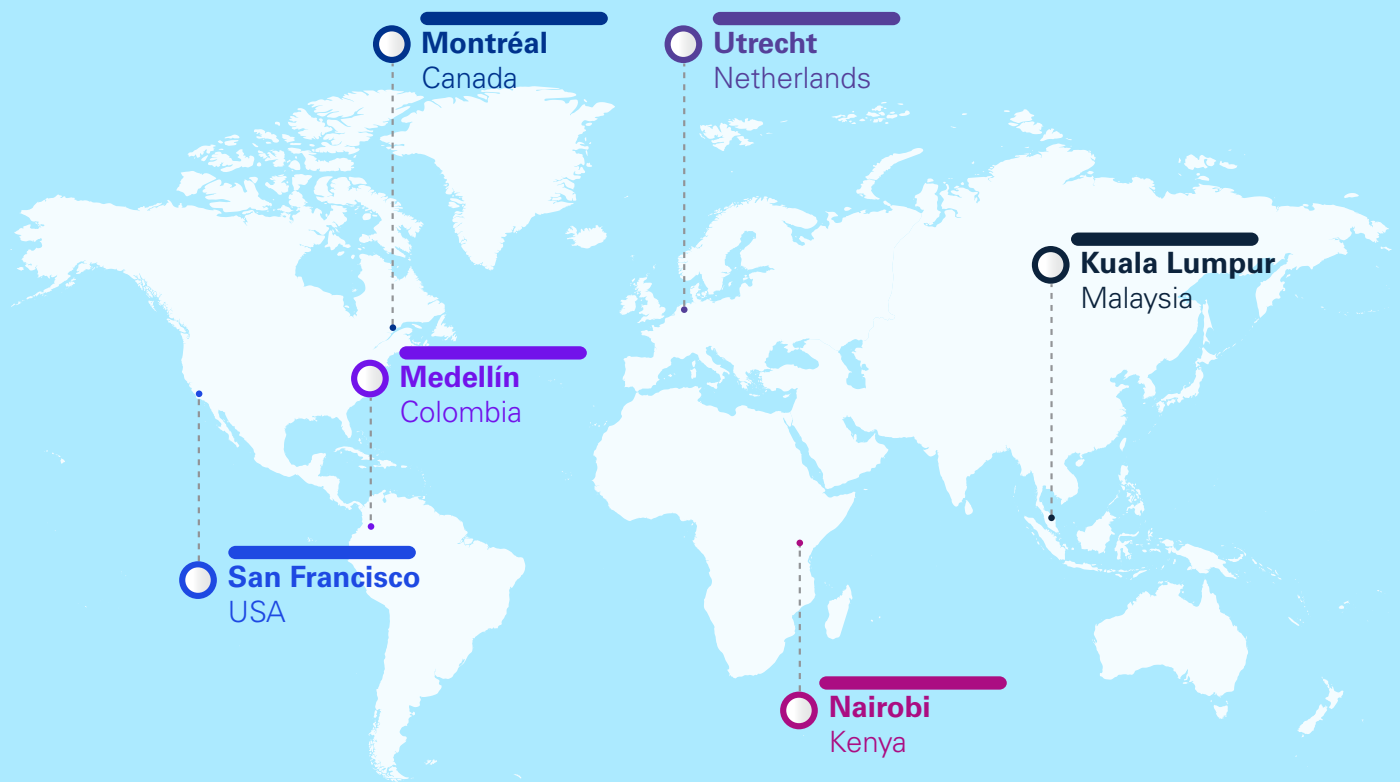 Montréal
Canada
Utrecht
Netherlands
Kuala Lumpur
Malaysia
Medellín
Colombia
San Francisco
USA
Nairobi
Kenya